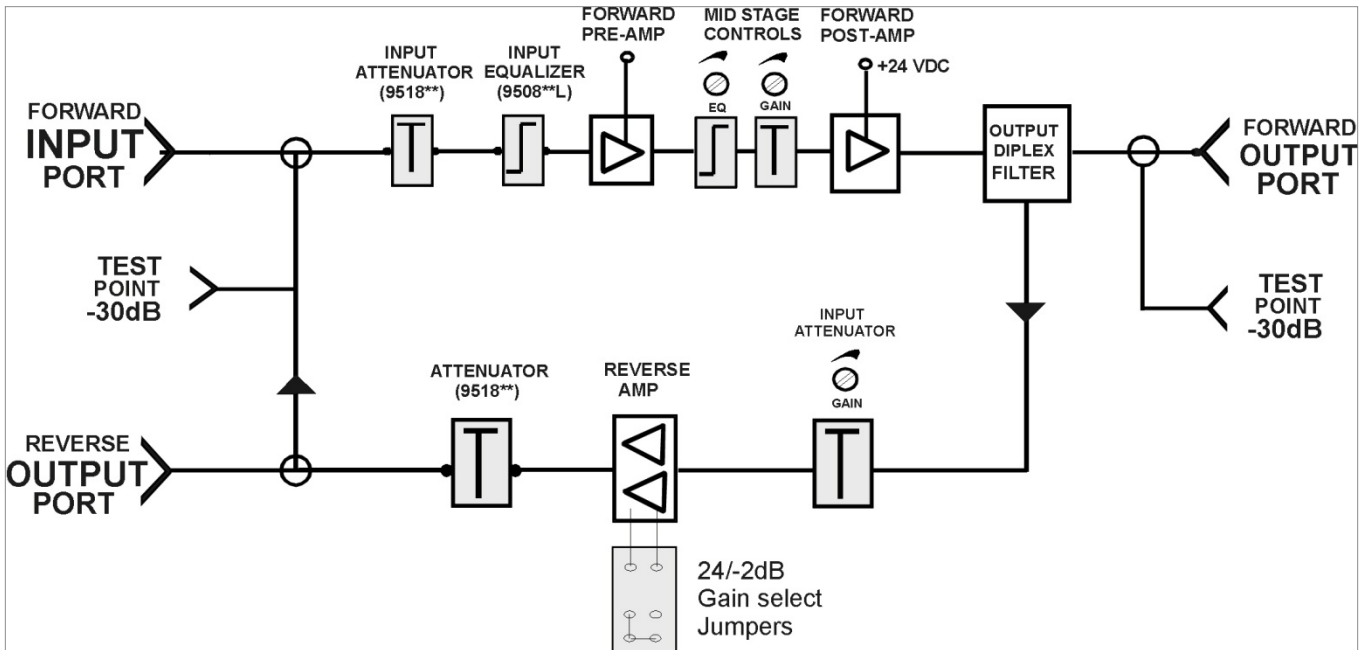 FORWARD
PRE-AMP
MID STAGE
CONTROLS
FORWARD
POST-AMP
+24 VDC
INPUT
ATTENUATOR
(9518**)
INPUT
EQUALIZER
(9508**L)
EQ
GAIN
FORWARD
INPUT
PORT
OUTPUT
DIPLEX
FILTER
FORWARD
OUTPUT
PORT
TEST
POINT
-30dB
TEST
POINT
-30dB
INPUT
ATTENUATOR
GAIN
ATTENUATOR
(9518**)
REVERSE
AMP
REVERSE
OUTPUT
PORT
24/-2dB
Gain select
Jumpers